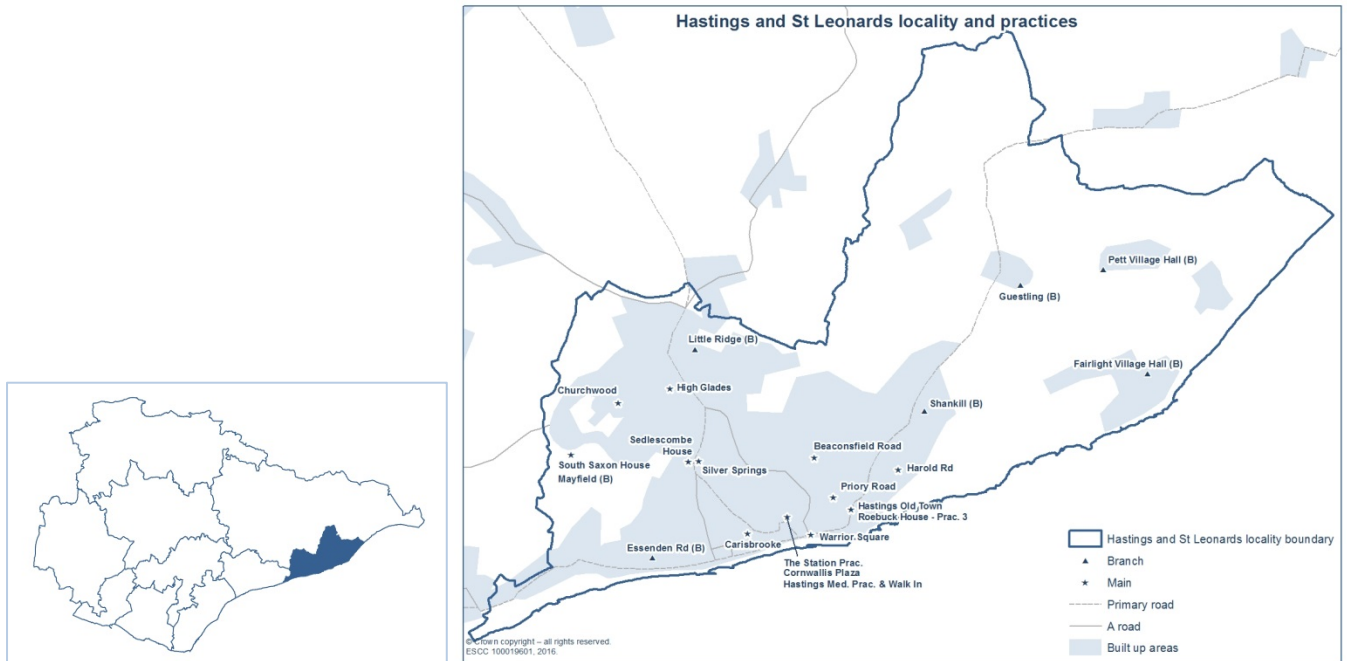 Hastings and St Leonards locality and practices
Pett Village Hall (B)
Guestling (B)
Little Ridge (B)
Fairlight Village Hall (B)
High Glades
Churchwood
Shankill (B)
Sedlescombe
House
Beaconsfield Road
South Saxon House
Mayfield (B)
Silver Springs
Harold Rd
Priory Road
Hastings Old Town
Roebuck House - Prac. 3
Carisbrooke
Warrior Square
Essenden Rd (B)
The Station Prac.
Cornwallis Plaza
Hastings Med. Prac. & Walk In
Hastings and St Leonards locality boundary
Branch
Main
Primary road
A road
Built up areas
© Crown copyright – all rights reserved.
ESCC 100019601, 2016.